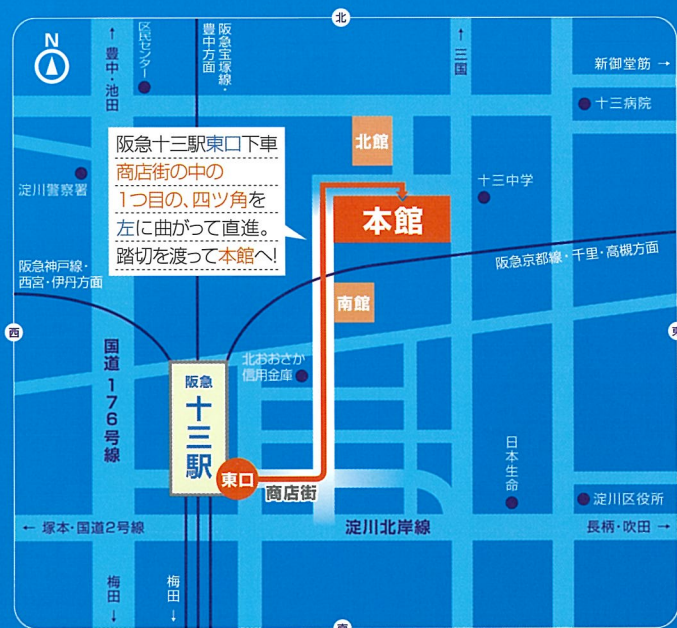 北
N
↑豊中・池田
区民センター
阪急宝塚線・
豊中方面
↑三国
新御堂筋→
十三病院
北館
阪急十三駅東口下車
商店街の中の
1つ目の、四ツ角を
左に曲がって直進。
踏切を渡って本館へ!
淀川警察署
十三中学
本館
阪急神戸線・
西宮・伊丹方面
阪急京都線・千里・高槻方面
南館
西
東
国道176号線
北おおさか
信用金庫
阪急
十三駅
東口
商店街
日本生命
淀川区役所
←塚本・国道2号線
淀川北岸線
長柄・吹田→
梅田↓
梅田↓
南